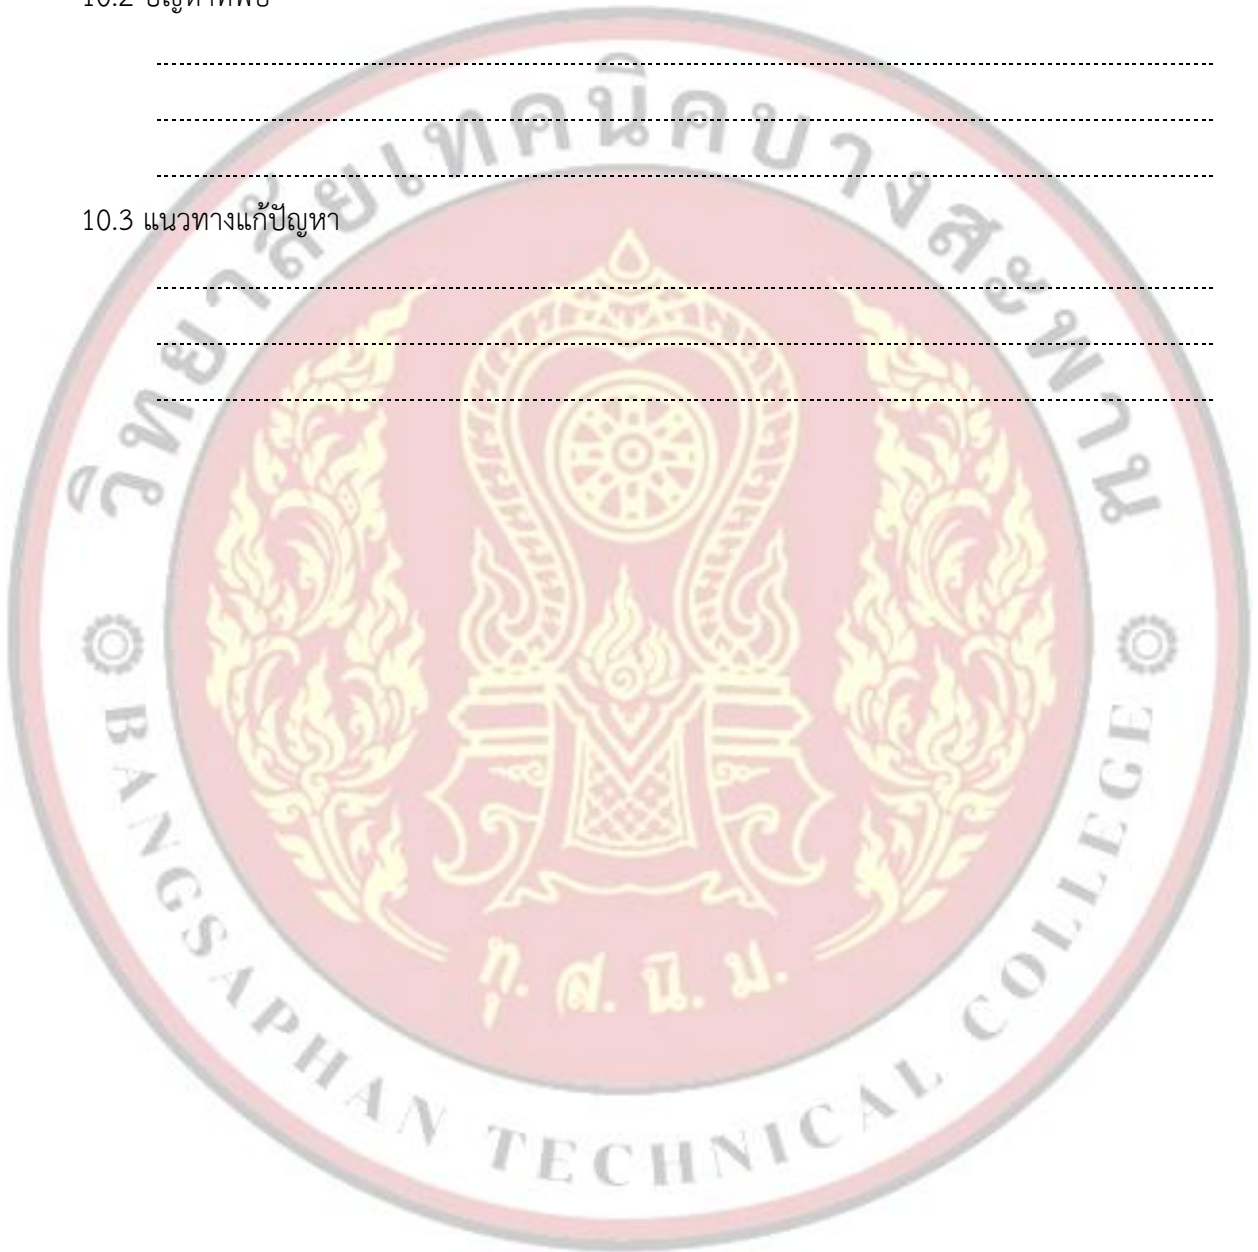 10.2 ปัญหาที่พบ
10.3 แนวทางแก้ปัญหา
วิทยาลัยเทคนิคบางสะพาน
ทุ. ส. นิ. ม.
BANGSAPHAN TECHNICAL COLLEGE